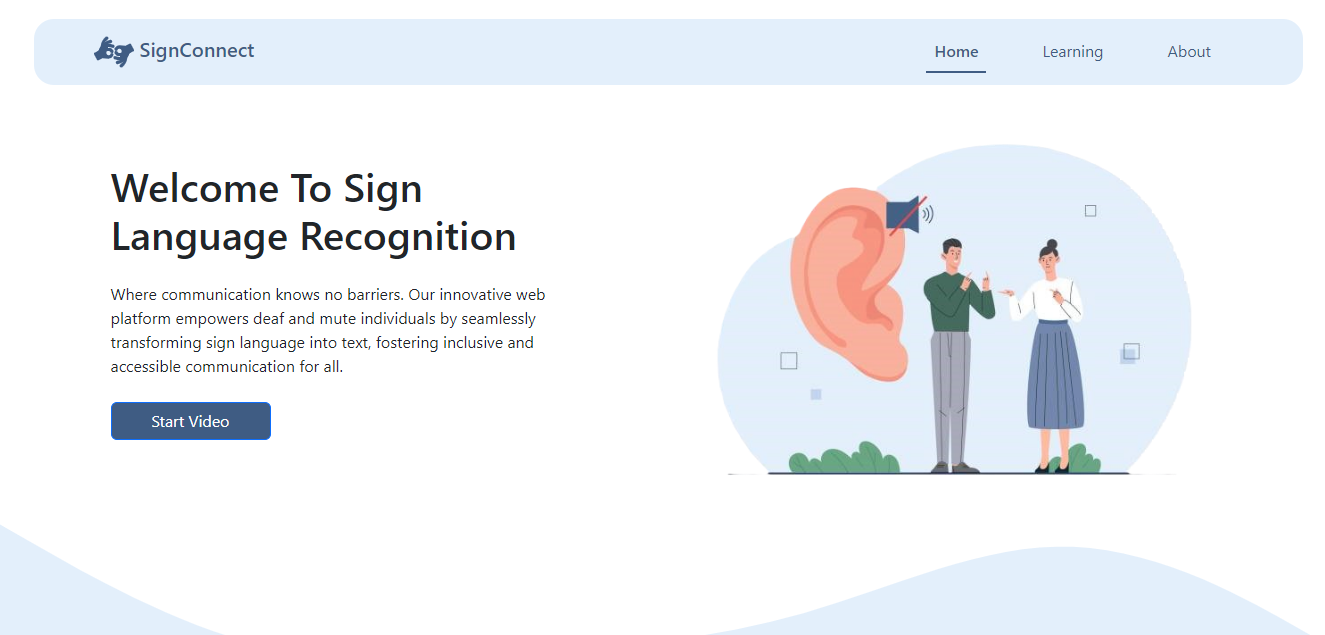 SignConnect
Home
Learning
About
Welcome To Sign
Language Recognition
Where communication knows no barriers. Our innovative web
platform empowers deaf and mute individuals by seamlessly
transforming sign language into text, fostering inclusive and
accessible communication for all.
Start Video